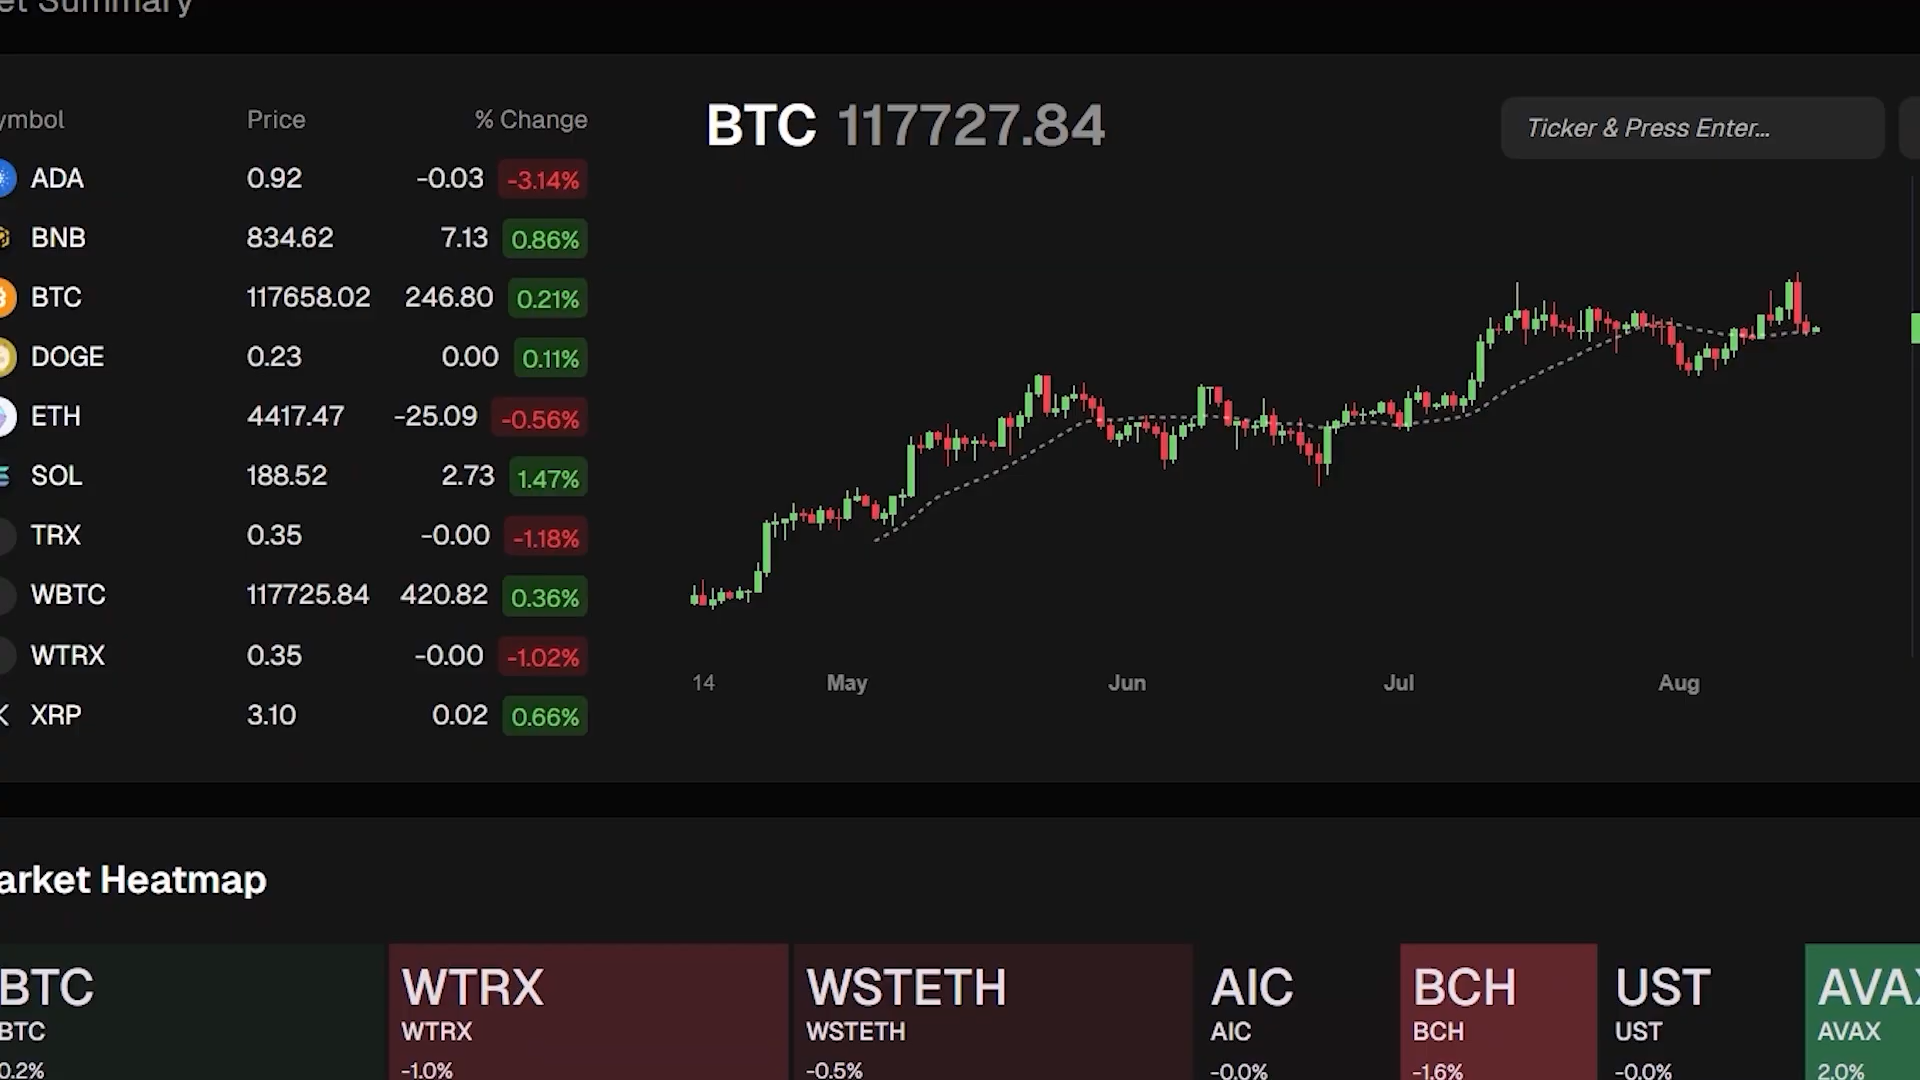 et Summary
ymbol Price % Change
ADA 0.92 -0.03 -3.14%
BNB 834.62 7.13 0.86%
BTC 117658.02 246.80 0.21%
DOGE 0.23 0.00 0.11%
ETH 4417.47 -25.09 -0.56%
SOL 188.52 2.73 1.47%
TRX 0.35 -0.00 -1.18%
WBTC 117725.84 420.82 0.36%
WTRX 0.35 -0.00 -1.02%
XRP 3.10 0.02 0.66%
BTC 117727.84
Ticker & Press Enter...
14 May Jun Jul Aug
arket Heatmap
BTC WTRX WSTETH AIC BCH UST AVAX
BTC WTRX WSTETH AIC BCH UST AVAX
0.2% -1.0% -0.5% -0.0% -1.6% -0.0% 2.0%